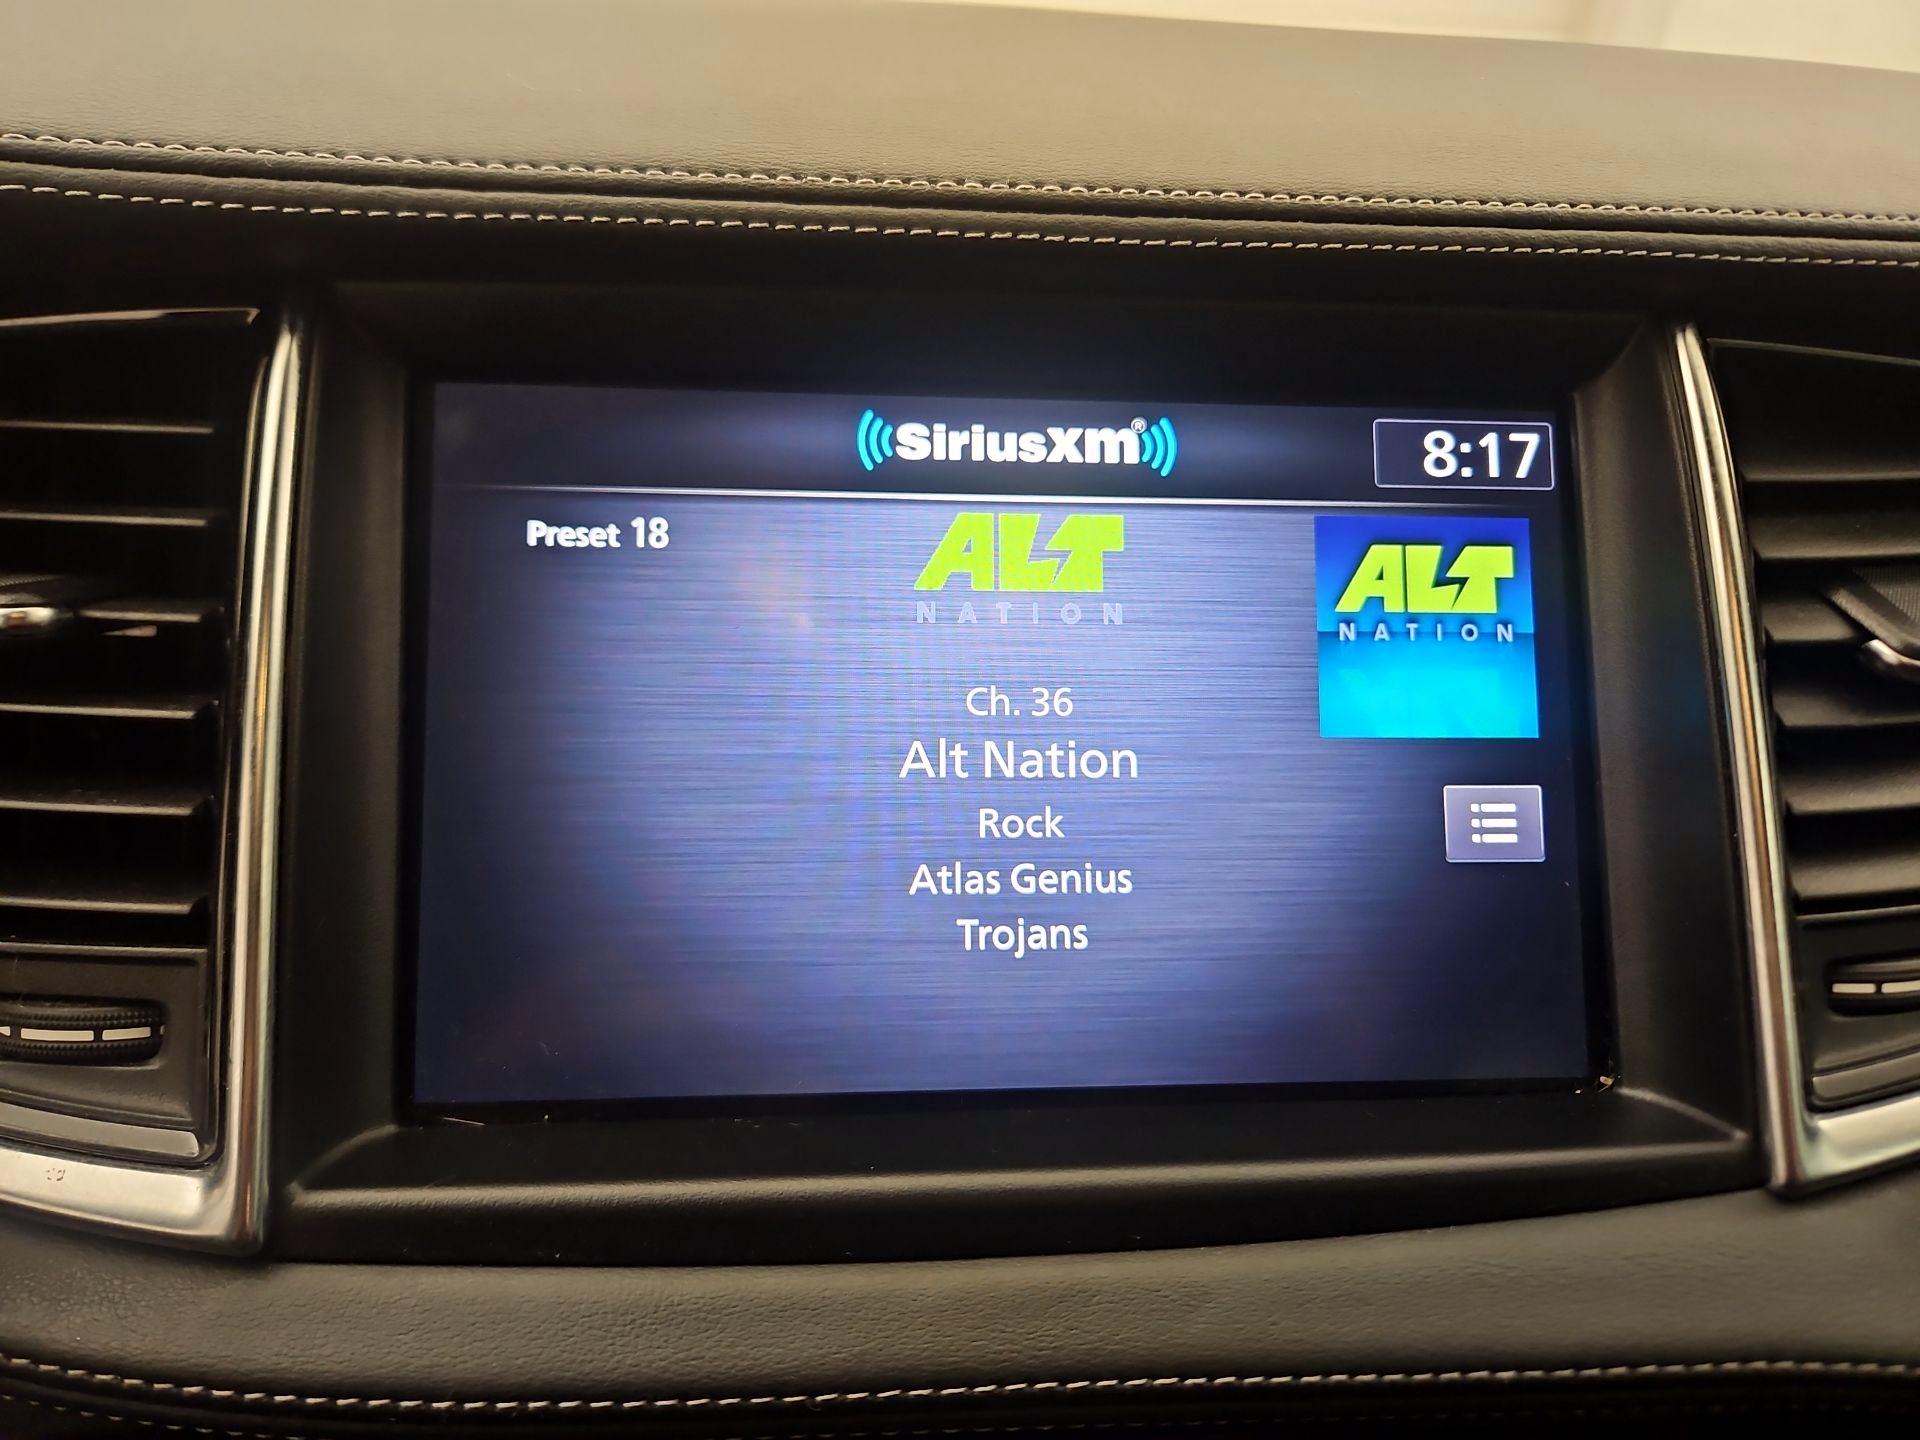 SiriusXM®
8:17
Preset 18
ALT
NATION
ALT
NATION
Ch. 36
Alt Nation
Rock
Atlas Genius
Trojans